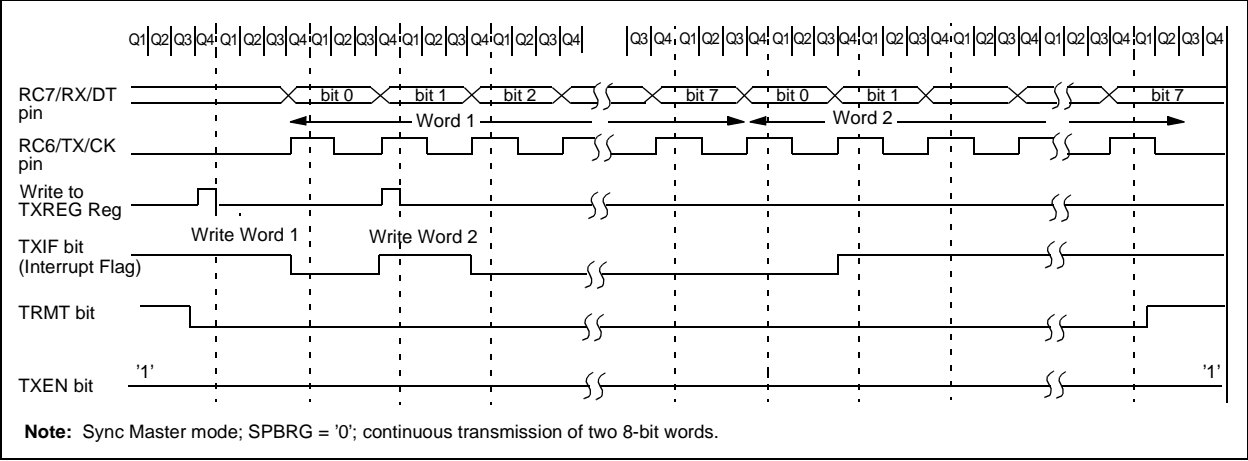 Q1 Q2 Q3 Q4 Q1 Q2 Q3 Q4 Q1 Q2 Q3 Q4 Q1 Q2 Q3 Q4 Q1 Q2 Q3 Q4 Q3 Q4 Q1 Q2 Q3 Q4 Q1 Q2 Q3 Q4 Q1 Q2 Q3 Q4 Q1 Q2 Q3 Q4 Q1 Q2 Q3 Q4 Q1 Q2 Q3 Q4
RC7/RX/DT
pin
bit 0 bit 1 bit 2 bit 7 bit 0 bit 1 bit 7
Word 1 Word 2
RC6/TX/CK
pin
Write to
TXREG Reg
Write Word 1 Write Word 2
TXIF bit
(Interrupt Flag)
TRMT bit
TXEN bit
'1' '1'
Note: Sync Master mode; SPBRG = '0'; continuous transmission of two 8-bit words.